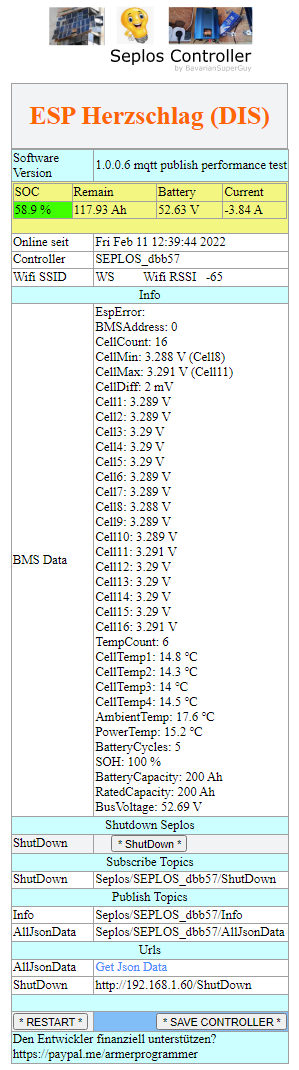 Seplos Controller
by BavarianSuperGuy
ESP Herzschlag (DIS)
Software Version 1.0.0.6 mqtt publish performance test
SOC Remain Battery Current
58.9 % 117.93 Ah 52.63 V -3.84 A
Online seit Fri Feb 11 12:39:44 2022
Controller SEPLOS_dbb57
Wifi SSID WS Wifi RSSI -65
Info
BMS Data
EspError:
BMSAddress: 0
CellCount: 16
CellMin: 3.288 V (Cell8)
CellMax: 3.291 V (Cell11)
CellDiff: 2 mV
Cell1: 3.289 V
Cell2: 3.289 V
Cell3: 3.29 V
Cell4: 3.29 V
Cell5: 3.29 V
Cell6: 3.289 V
Cell7: 3.289 V
Cell8: 3.288 V
Cell9: 3.289 V
Cell10: 3.289 V
Cell11: 3.291 V
Cell12: 3.29 V
Cell13: 3.29 V
Cell14: 3.29 V
Cell15: 3.29 V
Cell16: 3.291 V
TempCount: 6
CellTemp1: 14.8 °C
CellTemp2: 14.3 °C
CellTemp3: 14 °C
CellTemp4: 14.5 °C
AmbientTemp: 17.6 °C
PowerTemp: 15.2 °C
BatteryCycles: 5
SOH: 100 %
BatteryCapacity: 200 Ah
RatedCapacity: 200 Ah
BusVoltage: 52.69 V
Shutdown Seplos
ShutDown * ShutDown *
Subscribe Topics
ShutDown Seplos/SEPLOS_dbb57/ShutDown
Publish Topics
Info Seplos/SEPLOS_dbb57/Info
AllJsonData Seplos/SEPLOS_dbb57/AllJsonData
Urls
AllJsonData Get Json Data
ShutDown http://192.168.1.60/ShutDown
* RESTART * * SAVE CONTROLLER *
Den Entwickler finanziell unterstützen?
https://paypal.me/armerprogrammer